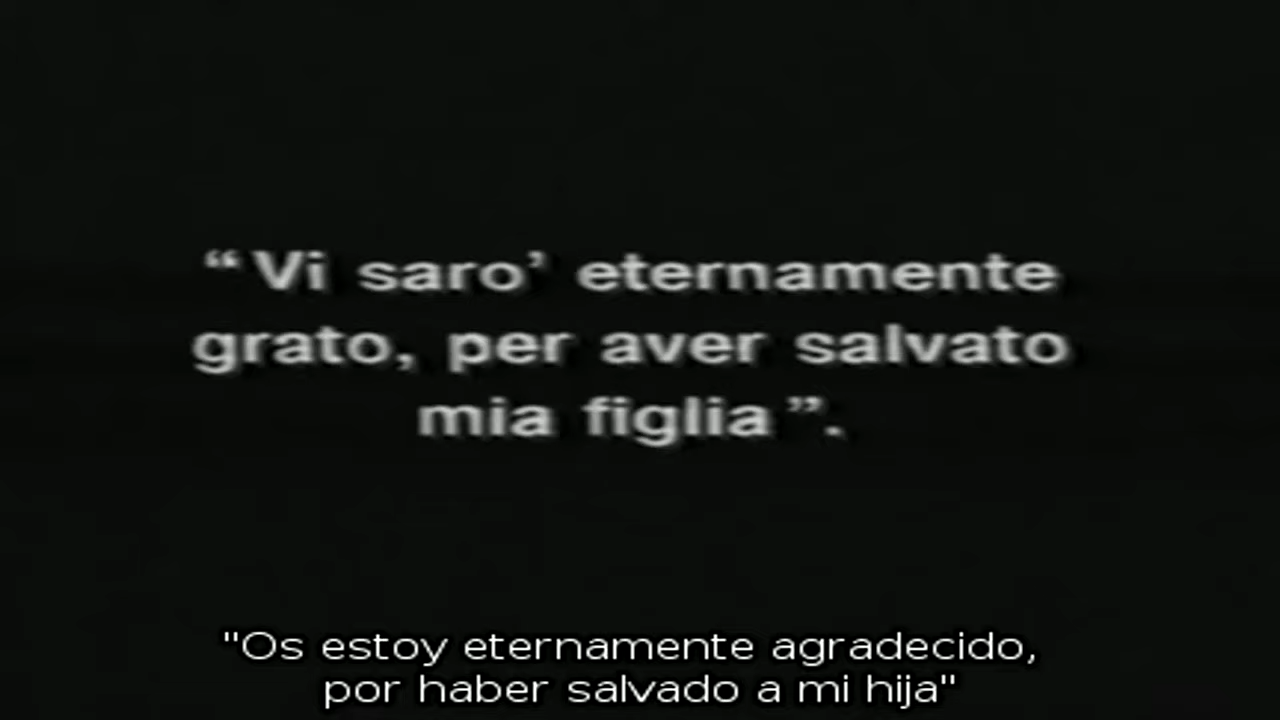 “Vi saro’ eternamente
grato, per aver salvato
mia figlia”.
"Os estoy eternamente agradecido,
por haber salvado a mi hija"